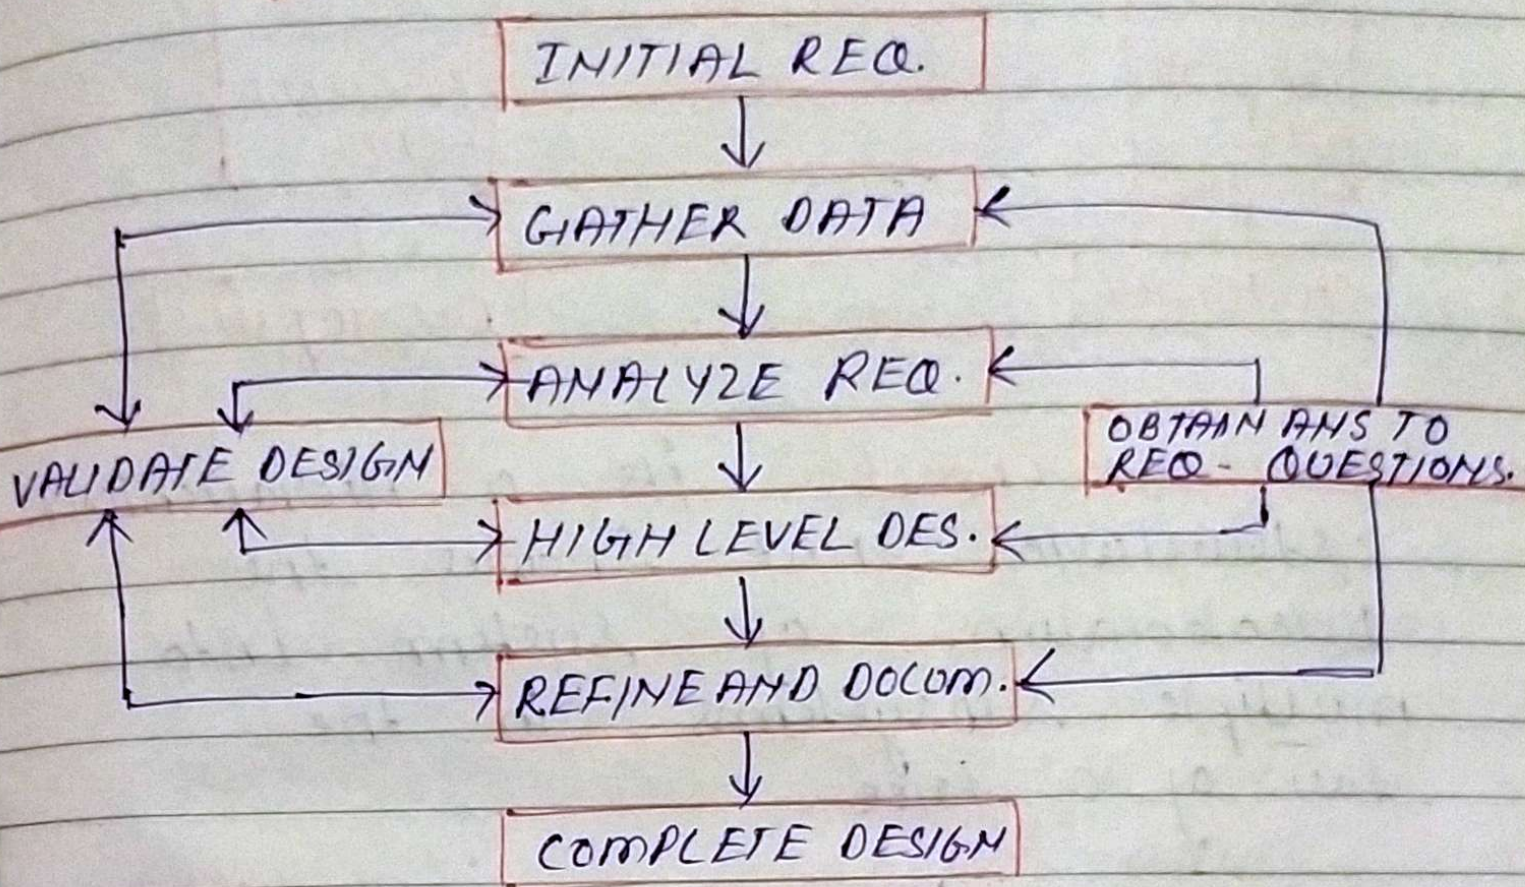 INITIAL REQ.
GATHER DATA
ANALYZE REQ.
VALIDATE DESIGN
OBTAIN ANS TO
REQ - QUESTIONS.
HIGH LEVEL DES.
REFINE AND DOCOM.
COMPLETE DESIGN